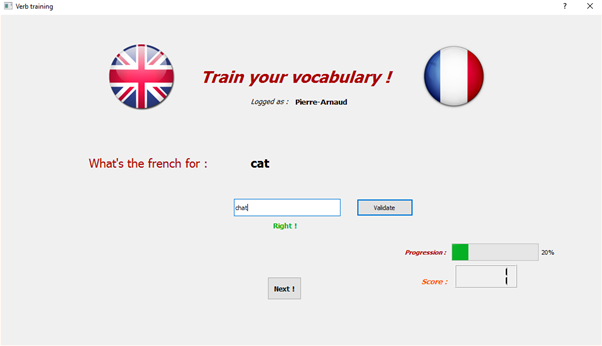 Verb training
Train your vocabulary !
Logged as : Pierre-Arnaud
What's the french for : cat
chat Validate
Right !
Progression : 20%
Score : 1
Next !